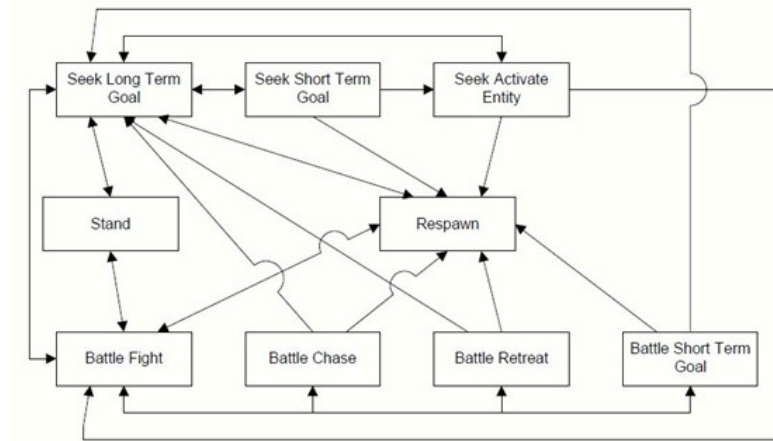 Seek Long Term
Goal
Seek Short Term
Goal
Seek Activate
Entity
Stand
Respawn
Battle Fight
Battle Chase
Battle Retreat
Battle Short Term
Goal